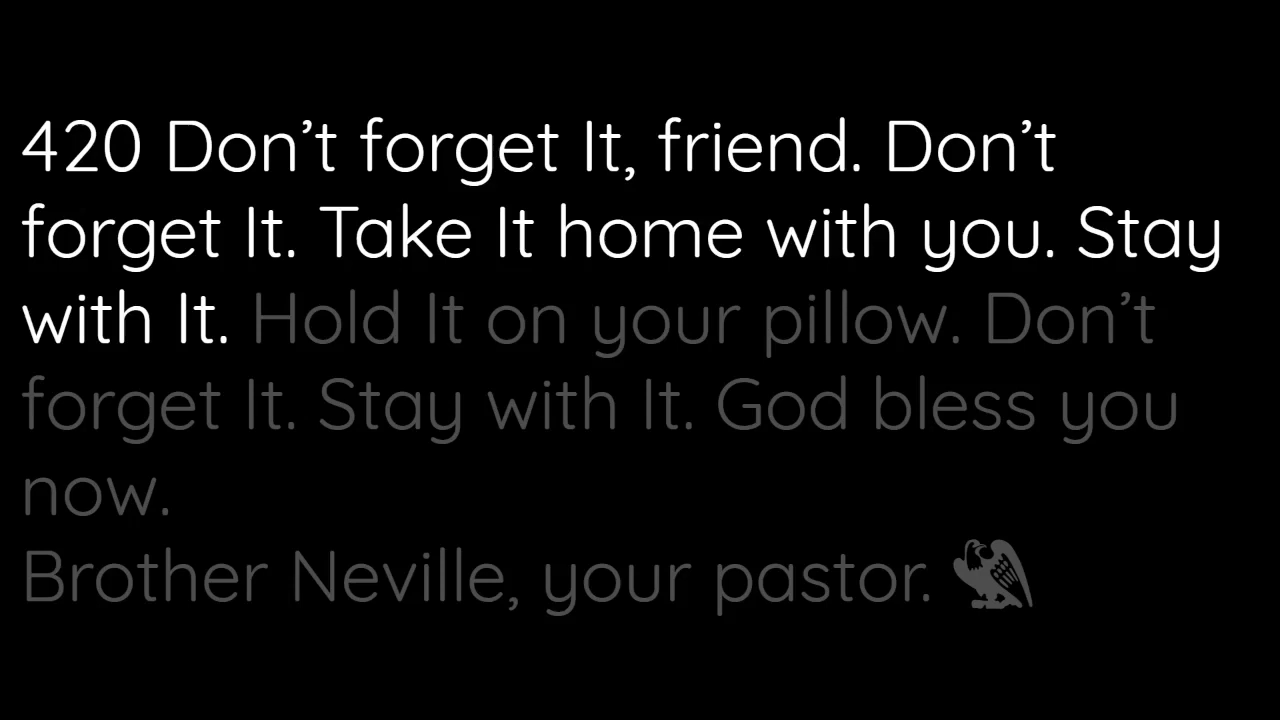 420 Don’t forget It, friend. Don’t
forget It. Take It home with you. Stay
with It. Hold It on your pillow. Don’t
forget It. Stay with It. God bless you
now.
Brother Neville, your pastor.